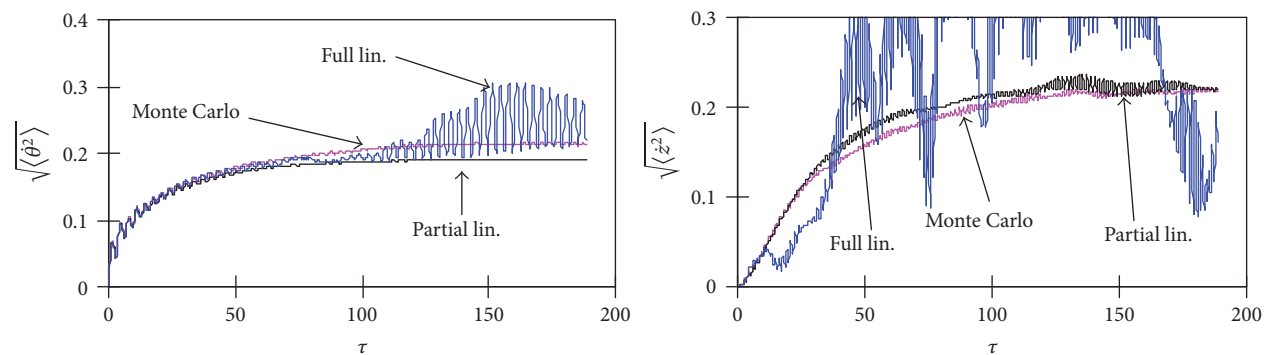 0.4
0.3
0.2
0.1
0
√⟨θ̇²⟩
Full lin.
Monte Carlo
Partial lin.
0 50 100 150 200
τ
0.3
0.2
0.1
0
√⟨z²⟩
Full lin.
Monte Carlo
Partial lin.
0 50 100 150 200
τ